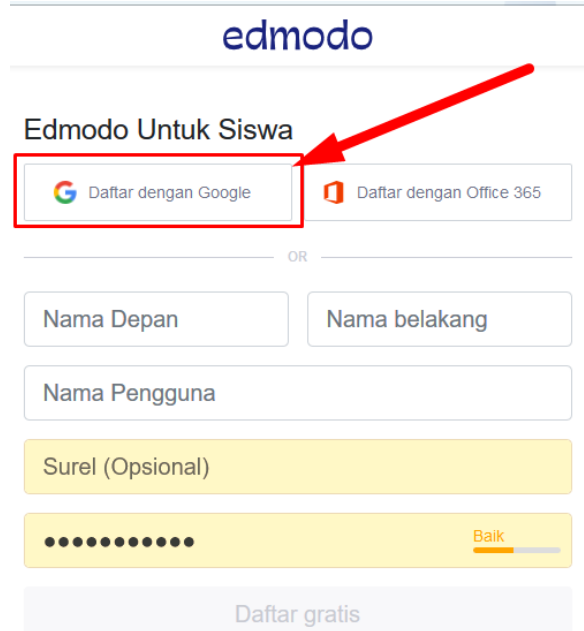 edmodo
Edmodo Untuk Siswa
Daftar dengan Google
Daftar dengan Office 365
OR
Nama Depan
Nama belakang
Nama Pengguna
Surel (Opsional)
Baik
Daftar gratis